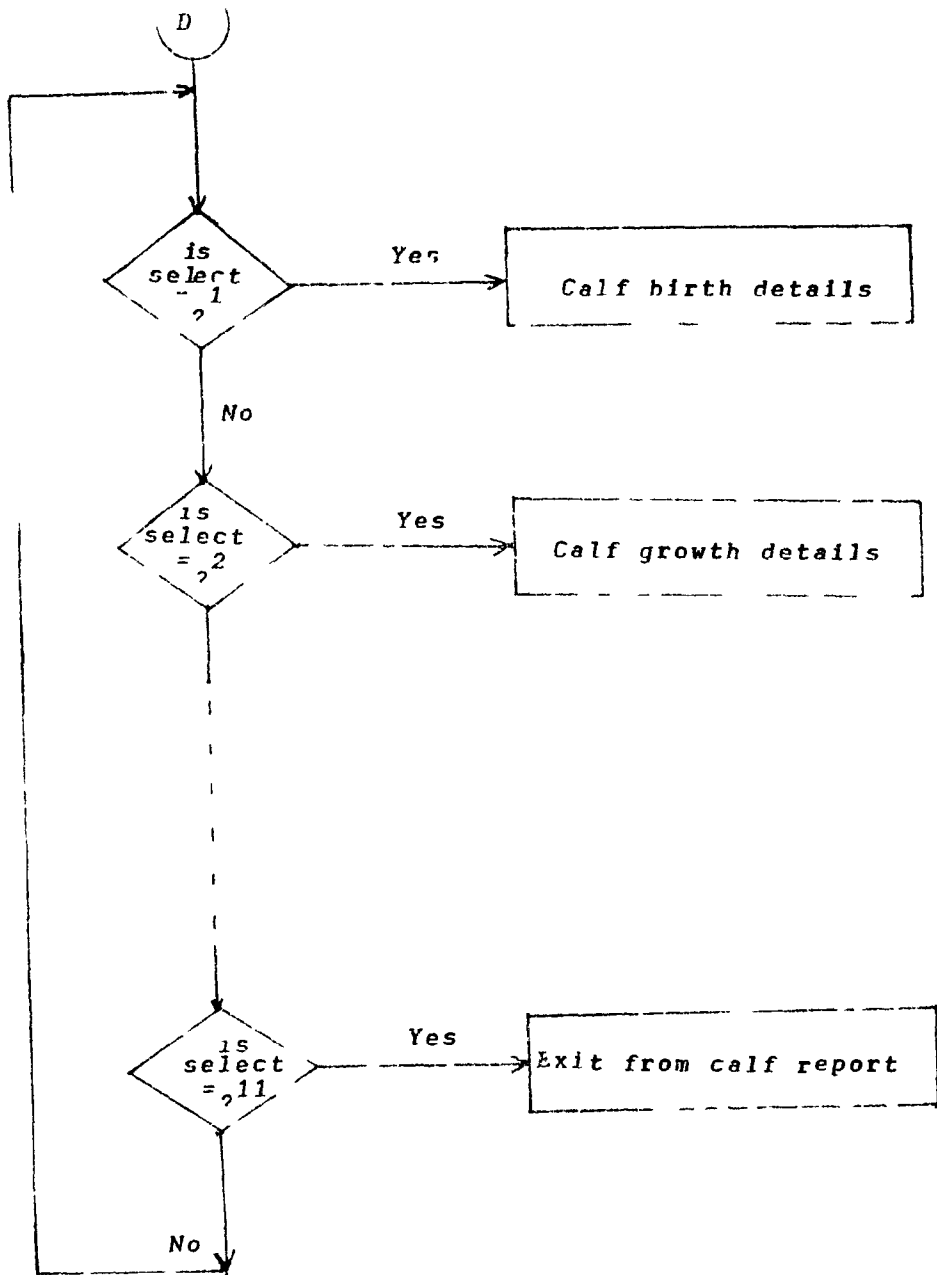 D
is
select
= 1
?
Yes
Calf birth details
No
is
select
= 2
?
Yes
Calf growth details
is
select
= 11
?
Yes
Exit from calf report
No